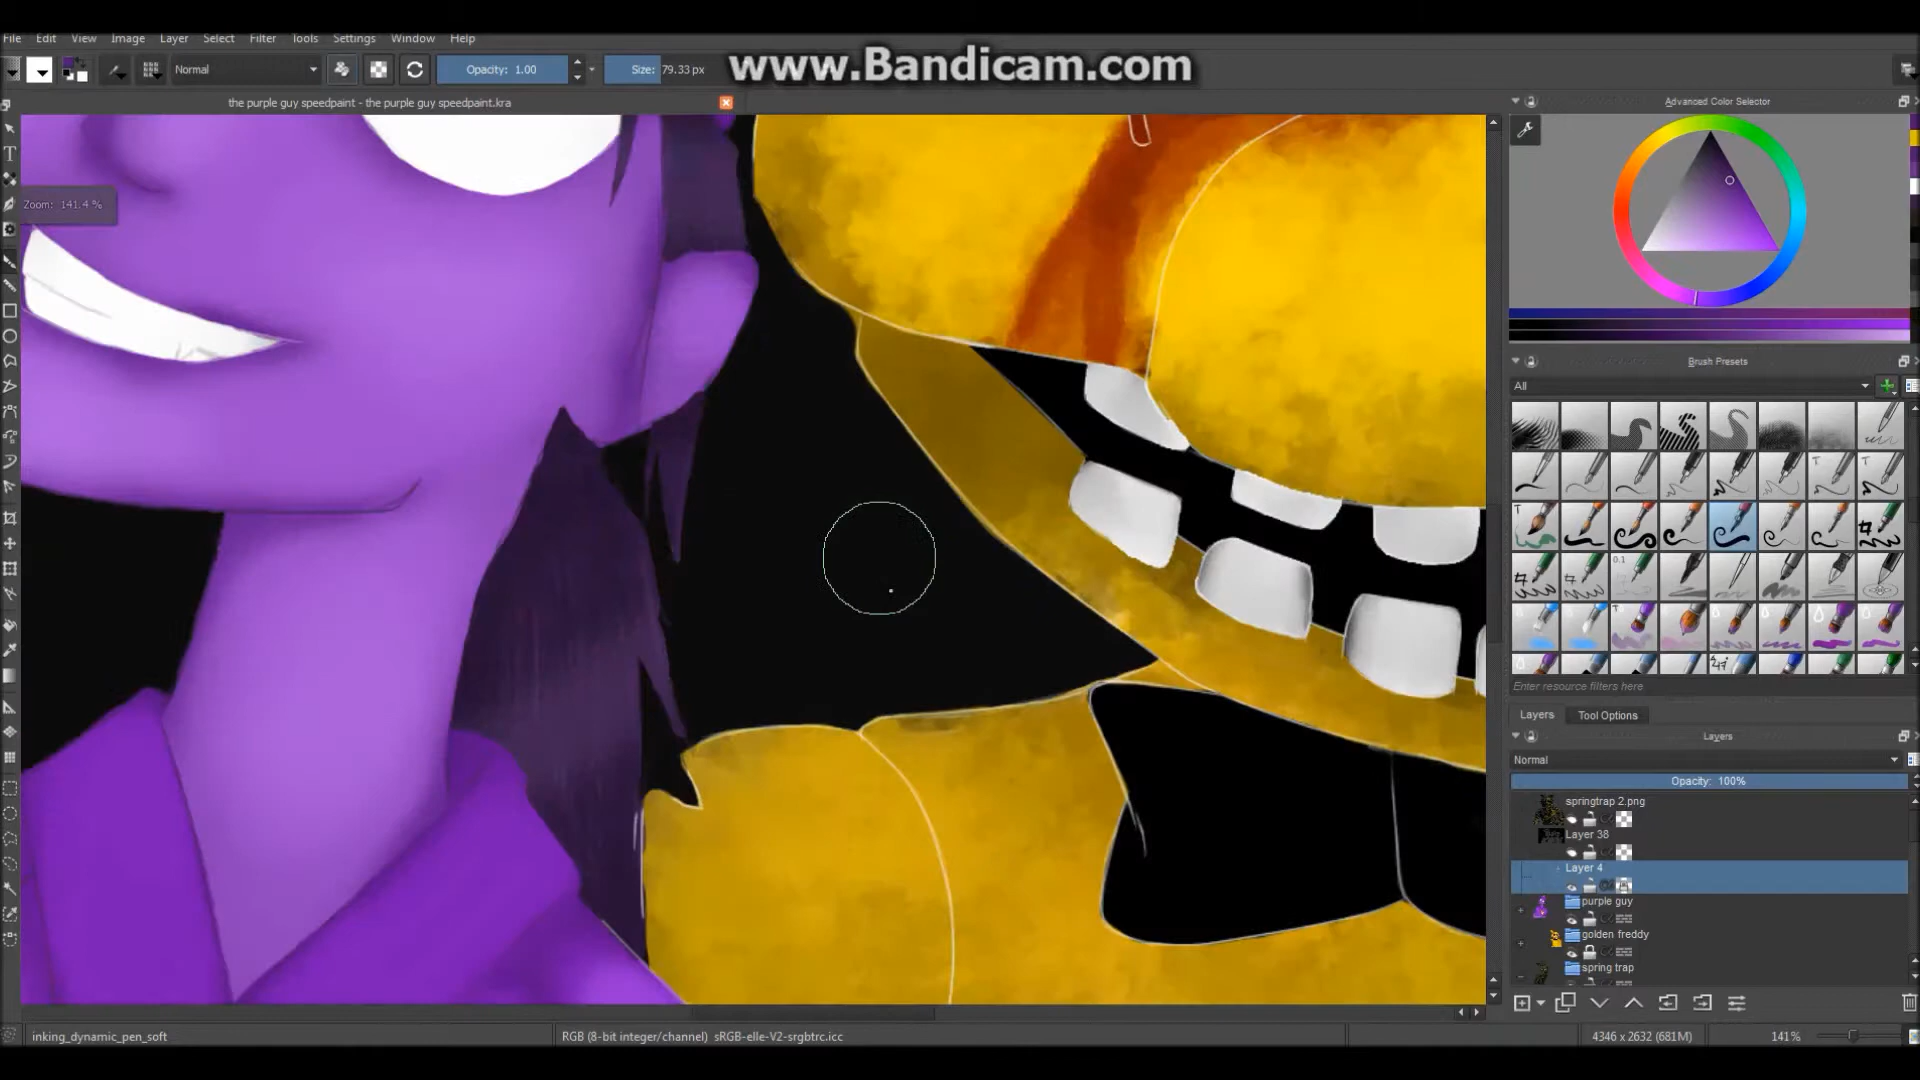 www.Bandicam.com
File Edit View Image Layer Select Filter Tools Settings Window Help
Normal Opacity: 1.00 Size: 79.33 px
the purple guy speedpaint - the purple guy speedpaint.kra
Advanced Color Selector
Zoom: 141.4 %
Brush Presets
All
Enter resource filters here
Layers Tool Options
Layers
Normal
Opacity: 100%
springtrap 2.png
Layer 38
Layer 4
purple guy
golden freddy
spring trap
inking_dynamic_pen_soft RGB (8-bit integer/channel) sRGB-elle-V2-srgbtrc.icc 4346 x 2632 (681M) 141%